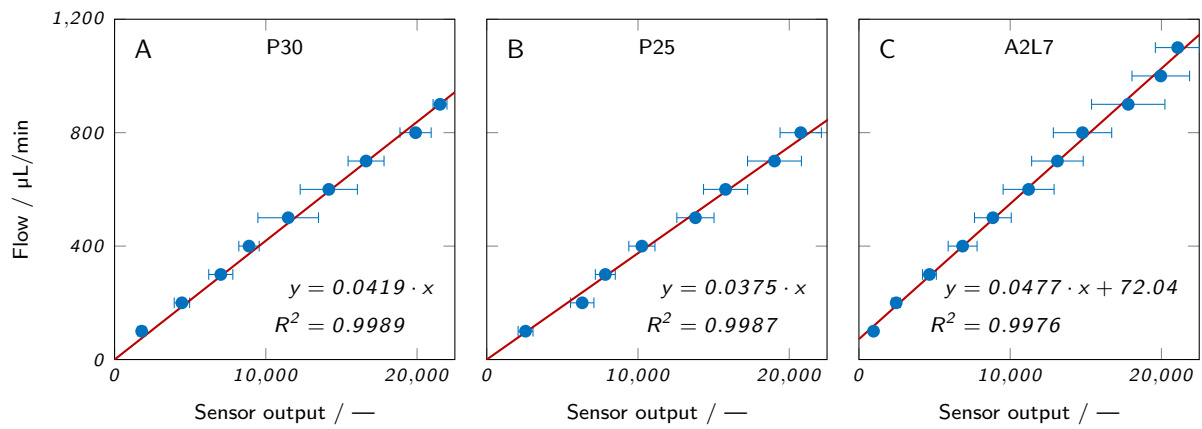 A
P30
B
P25
C
A2L7
Flow / µL/min
1,200
800
400
0
y = 0.0419 · x
R² = 0.9989
y = 0.0375 · x
R² = 0.9987
y = 0.0477 · x + 72.04
R² = 0.9976
0 10,000 20,000
0 10,000 20,000
0 10,000 20,000
Sensor output / —
Sensor output / —
Sensor output / —